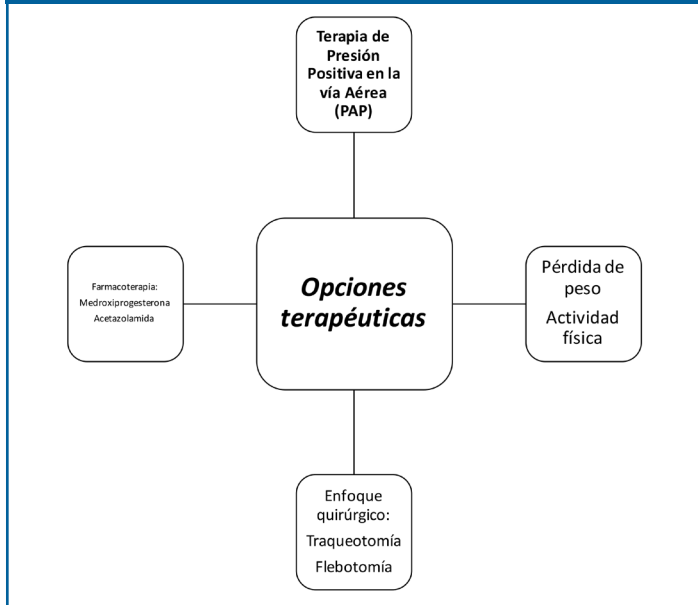 Terapia de
Presión
Positiva en la
vía Aérea
(PAP)
Farmacoterapia:
Medroxiprogesterona
Acetazolamida
Opciones
terapéuticas
Pérdida de
peso
Actividad
física
Enfoque
quirúrgico:
Traqueotomía
Flebotomía